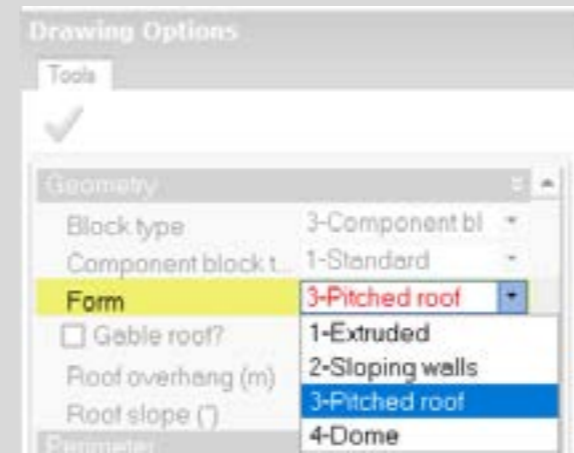 Drawing Options
Tools
Geometry
Block type 3-Component bl
Component block t... 1-Standard
Form 3-Pitched roof
Gable roof? 1-Extruded
Roof overhang (m) 2-Sloping walls
Roof slope (°) 3-Pitched roof
Perimeter 4-Dome